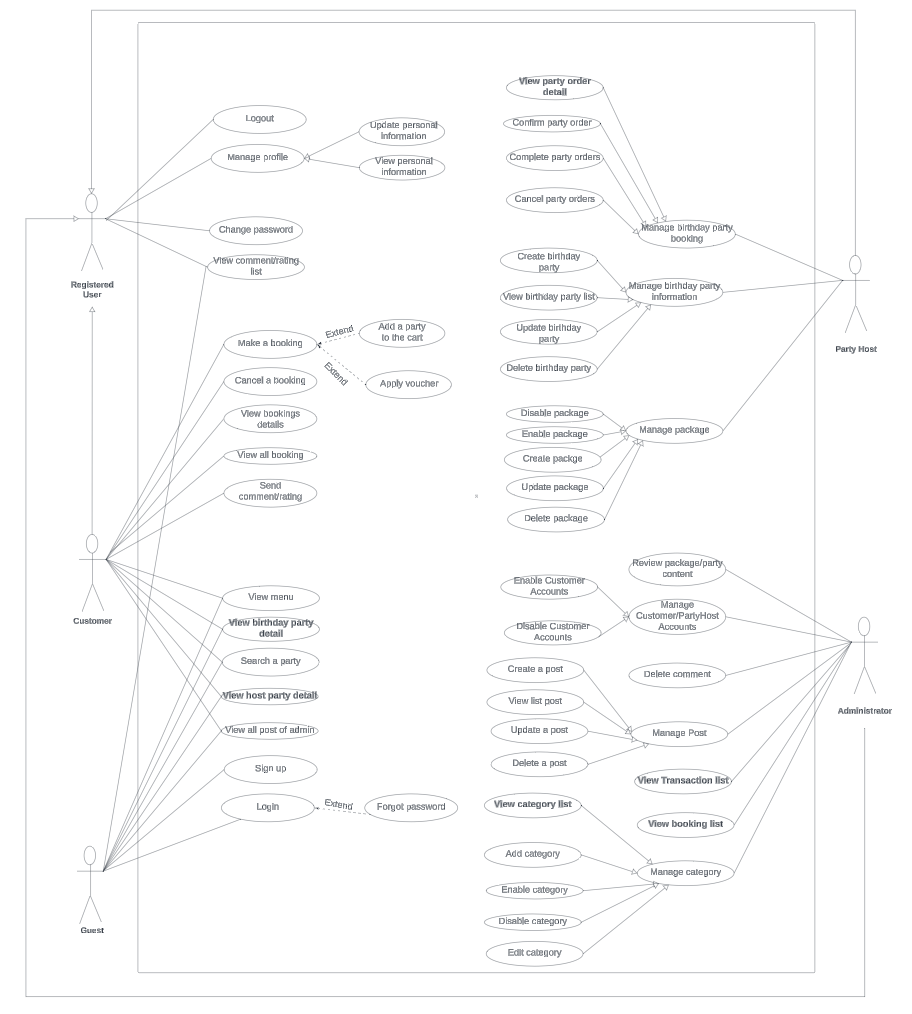 View party order
detail
Logout
Confirm party order
Update personal
information
Manage profile
Complete party orders
View personal
information
Cancel party orders
Change password
Manage birthday party
booking
View comment/rating
list
Create birthday
party
Registered
User
View birthday party list
Manage birthday party
information
Make a booking
Extend
Add a party
to the cart
Update birthday
party
Party Host
Cancel a booking
Extend
Apply voucher
Delete birthday party
View bookings
details
Disable package
Enable package
Manage package
View all booking
Create packge
Send
comment/rating
Update package
Delete package
Review package/party
content
Enable Customer
Accounts
View menu
Manage
Customer/PartyHost
Accounts
Customer
View birthday party
detail
Disable Customer
Accounts
Search a party
Create a post
Delete comment
View host party detail
View list post
Administrator
View all post of admin
Update a post
Manage Post
Sign up
Delete a post
View Transaction list
Login
Extend
Forgot password
View category list
View booking list
Add category
Manage category
Enable category
Guest
Disable category
Edit category